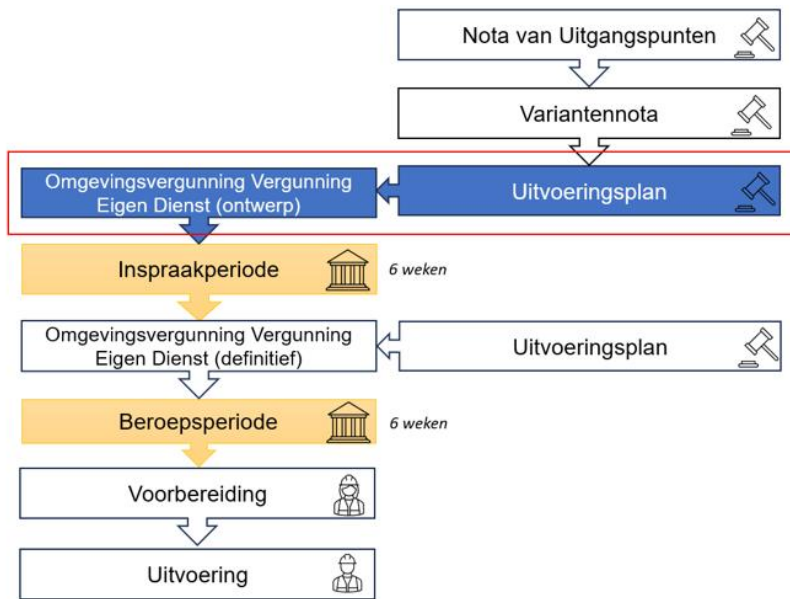 Nota van Uitgangspunten
Variantennota
Omgevingsvergunning Vergunning
Eigen Dienst (ontwerp)
Uitvoeringsplan
Inspraakperiode
6 weken
Omgevingsvergunning Vergunning
Eigen Dienst (definitief)
Uitvoeringsplan
Beroepsperiode
6 weken
Voorbereiding
Uitvoering